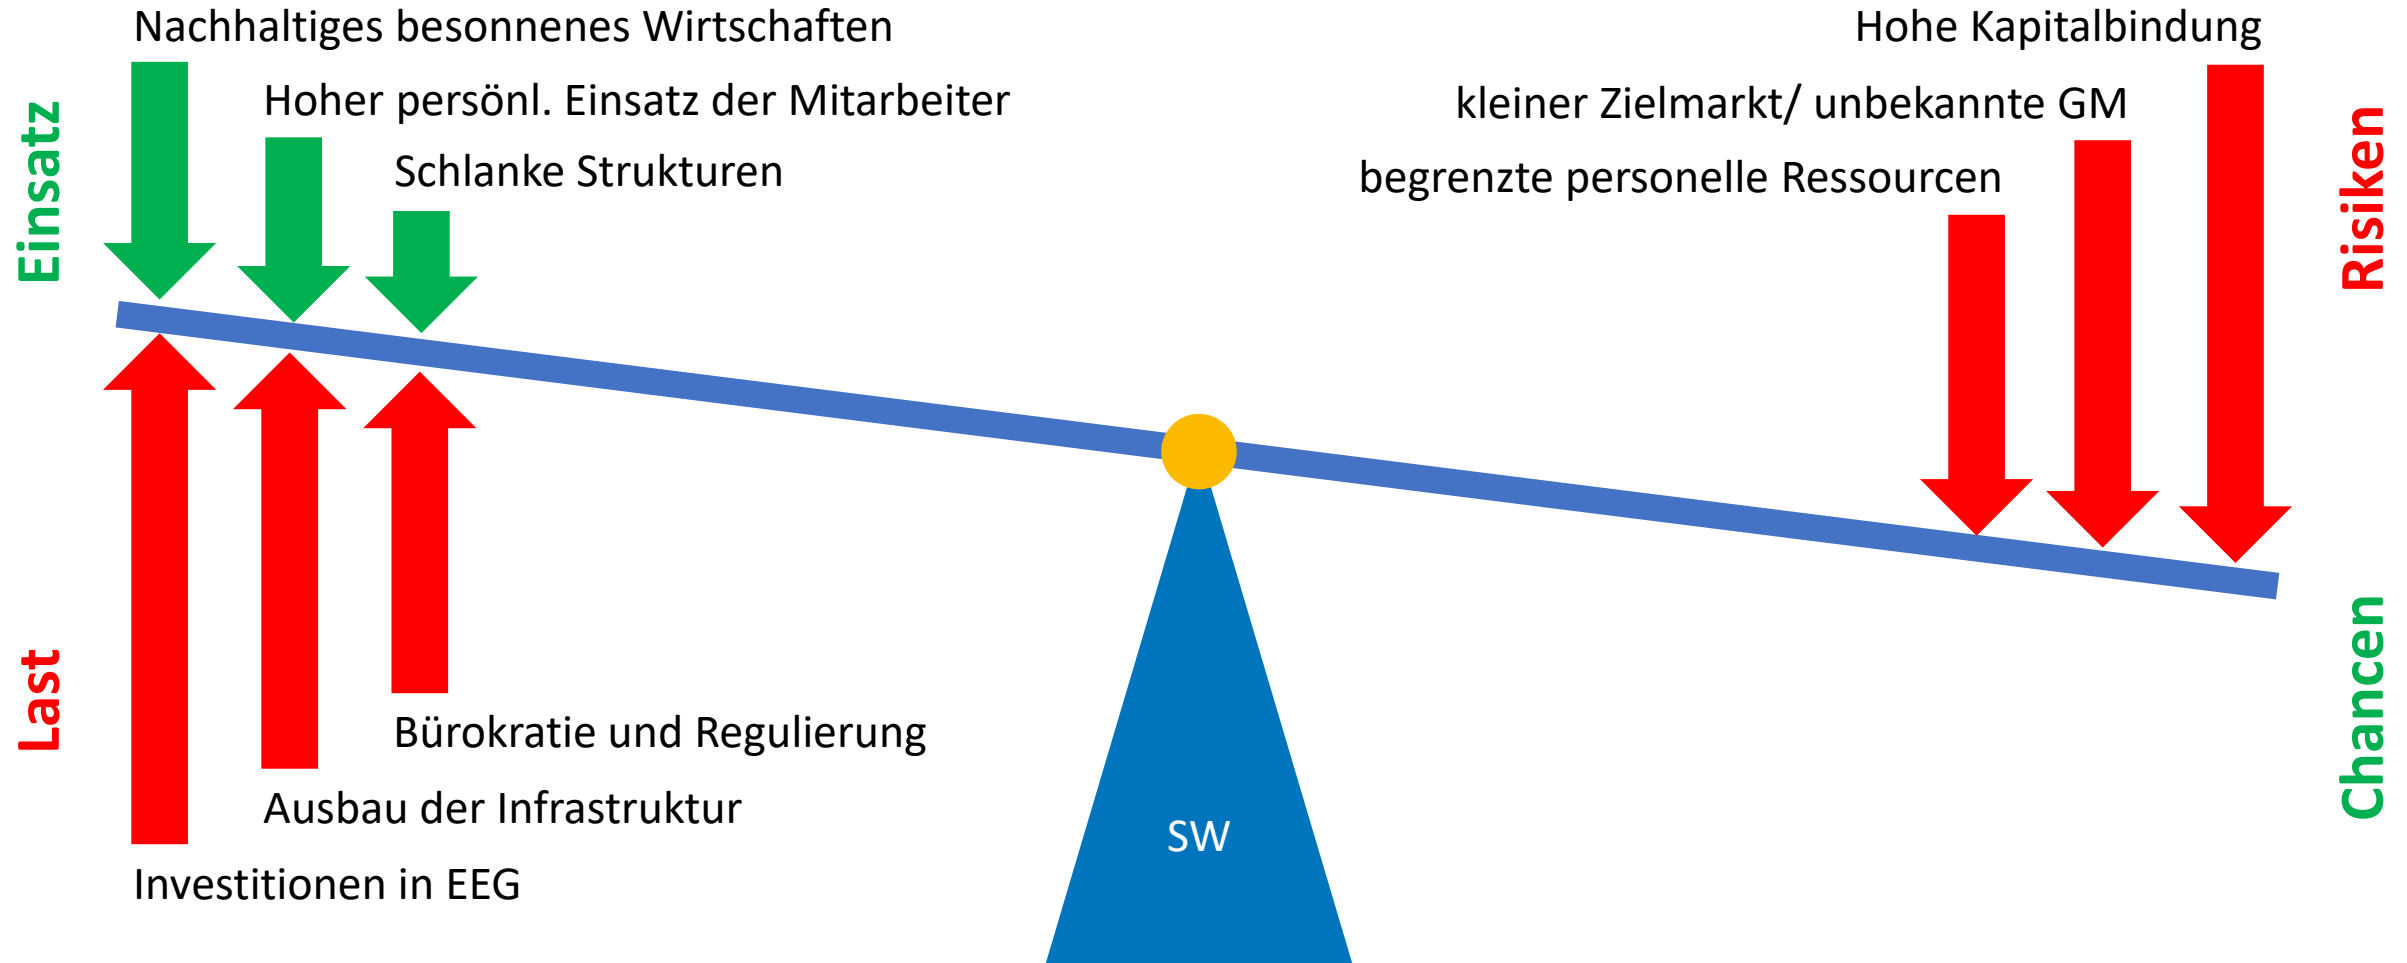 Nachhaltiges besonnenes Wirtschaften
Hoher persönl. Einsatz der Mitarbeiter
Schlanke Strukturen
Einsatz
Hohe Kapitalbindung
kleiner Zielmarkt/ unbekannte GM
begrenzte personelle Ressourcen
Risiken
Last
Bürokratie und Regulierung
Ausbau der Infrastruktur
Investitionen in EEG
SW
Chancen